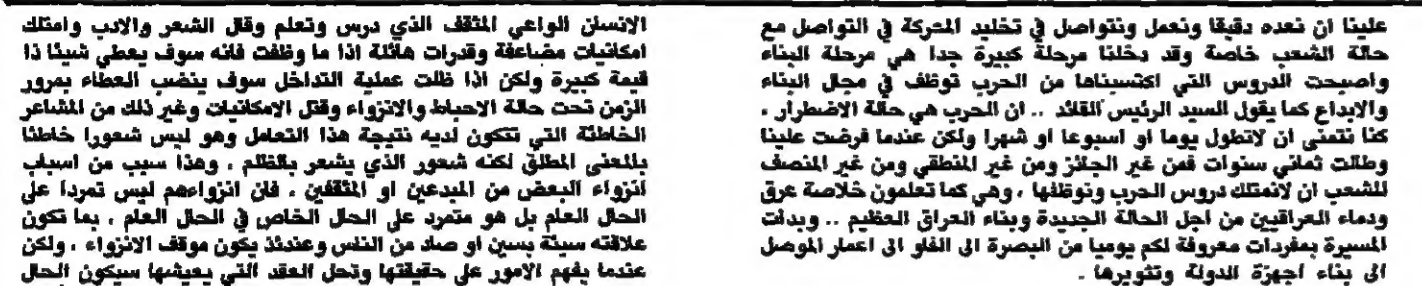 علينا ان نعده دقيقا ونعمل ونتواصل في تخليد المتركة في التواصل مع
حالة الشعب خاصة وقد دخلنا مرحلة كبيرة جدا هي مرحلة البناء
واصبحت الدروس التي اكتسبناها من الحرب توظف في مجال البناء
والابداع كما يقول السيد الرئيس القائد .. ان الحرب هي حالة الاضطرار ،
كنا نتمنى ان لاتطول يوما او اسبوعا او شهرا ولكن عندما فرضت علينا
وطالت ثماني سنوات فمن غير الجائز ومن غير المنطقي ومن غير المنصف
للشعب ان لانمتلك دروس الحرب ونوظفها ، وهي كما تعلمون خلاصة عرق
ودماء العراقيين من اجل الحالة الجديدة وبناء العراق العظيم .. وبدات
المسيرة بمفردات معروفة لكم يوميا من البصرة الى الفاو الى اعمار الموصل
الى بناء اجهزة الدولة وتثويرها .
الانسان الواعي المثقف الذي درس وتعلم وقال الشعر والادب وامتلك
امكانيات مضاعفة وقدرات هائلة اذا ما وظفت فانه سوف يعطي شيئا ذا
قيمة كبيرة ولكن اذا ظلت عملية التداخل سوف ينضب العطاء بمرور
الزمن تحت حالة الاحباط والانزواء وقتل الامكانيات وغير ذلك من المشاعر
الخاطئة التي تتكون لديه نتيجة هذا التعامل وهو ليس شعورا خاطئا
بالمعنى المطلق لكنه شعور الذي يشعر بالظلم ، وهذا سبب من اسباب
انزواء البعض من المبدعين او المثقفين ، فان انزواءهم ليس تمردا على
الحال العام بل هو متمرد على الحال الخاص في الحال العام ، بما تكون
علاقته سيئة بسين او صاد من الناس وعندئذ يكون موقف الانزواء ، ولكن
عندما يفهم الامور على حقيقتها وتحل العقد التي يعيشها سيكون الحال